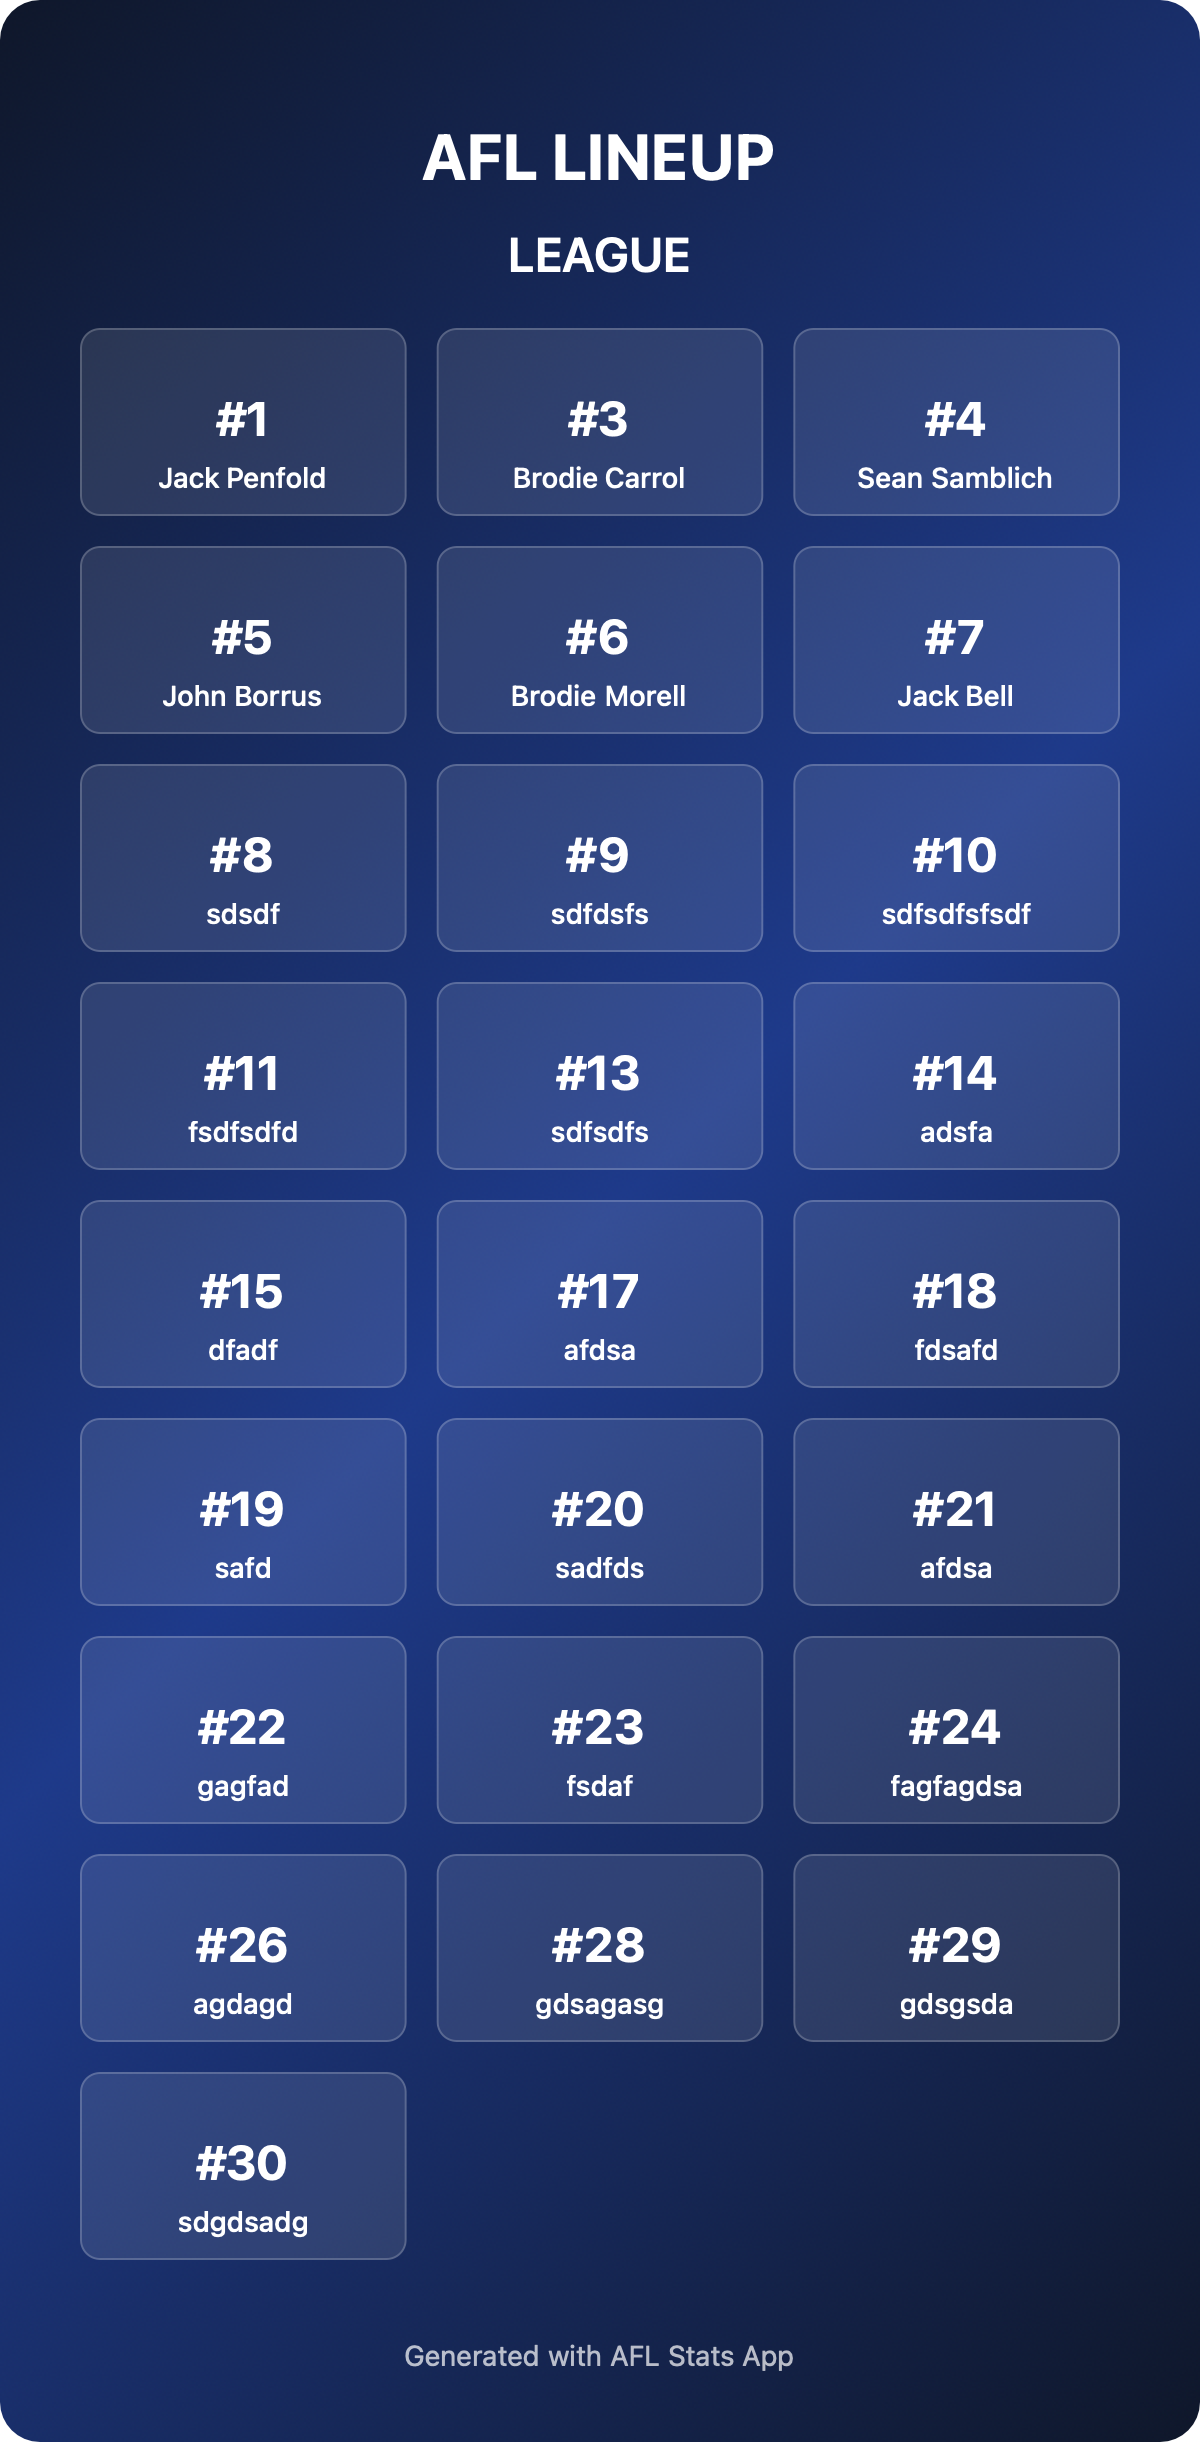 AFL LINEUP
LEAGUE
#1
Jack Penfold
#3
Brodie Carrol
#4
Sean Samblich
#5
John Borrus
#6
Brodie Morell
#7
Jack Bell
#8
sdsdf
#9
sdfdsfs
#10
sdfsdfsfsdf
#11
fsdfsdfd
#13
sdfsdfs
#14
adsfa
#15
dfadf
#17
afdsa
#18
fdsafd
#19
safd
#20
sadfds
#21
afdsa
#22
gagfad
#23
fsdaf
#24
fagfagdsa
#26
agdagd
#28
gdsagasg
#29
gdsgsda
#30
sdgdsadg
Generated with AFL Stats App